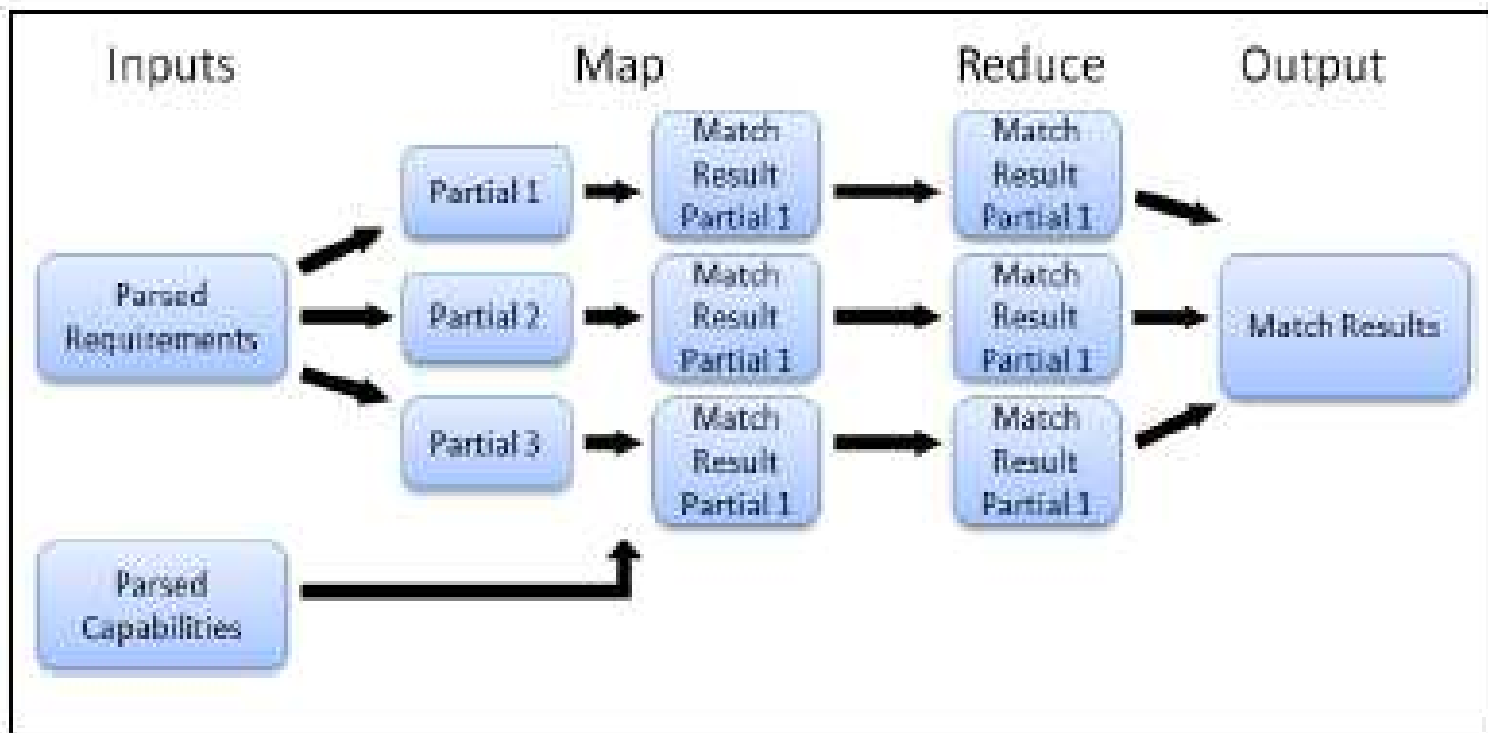 Inputs
Map
Reduce
Output
Parsed
Requirements
Parsed
Capabilities
Partial 1
Partial 2
Partial 3
Match
Result
Partial 1
Match
Result
Partial 1
Match
Result
Partial 1
Match
Result
Partial 1
Match
Result
Partial 1
Match
Result
Partial 1
Match Results